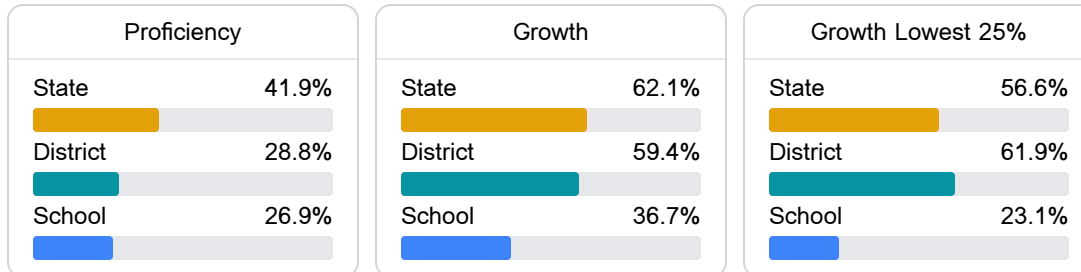 Proficiency
State 41.9%
District 28.8%
School 26.9%
Growth
State 62.1%
District 59.4%
School 36.7%
Growth Lowest 25%
State 56.6%
District 61.9%
School 23.1%